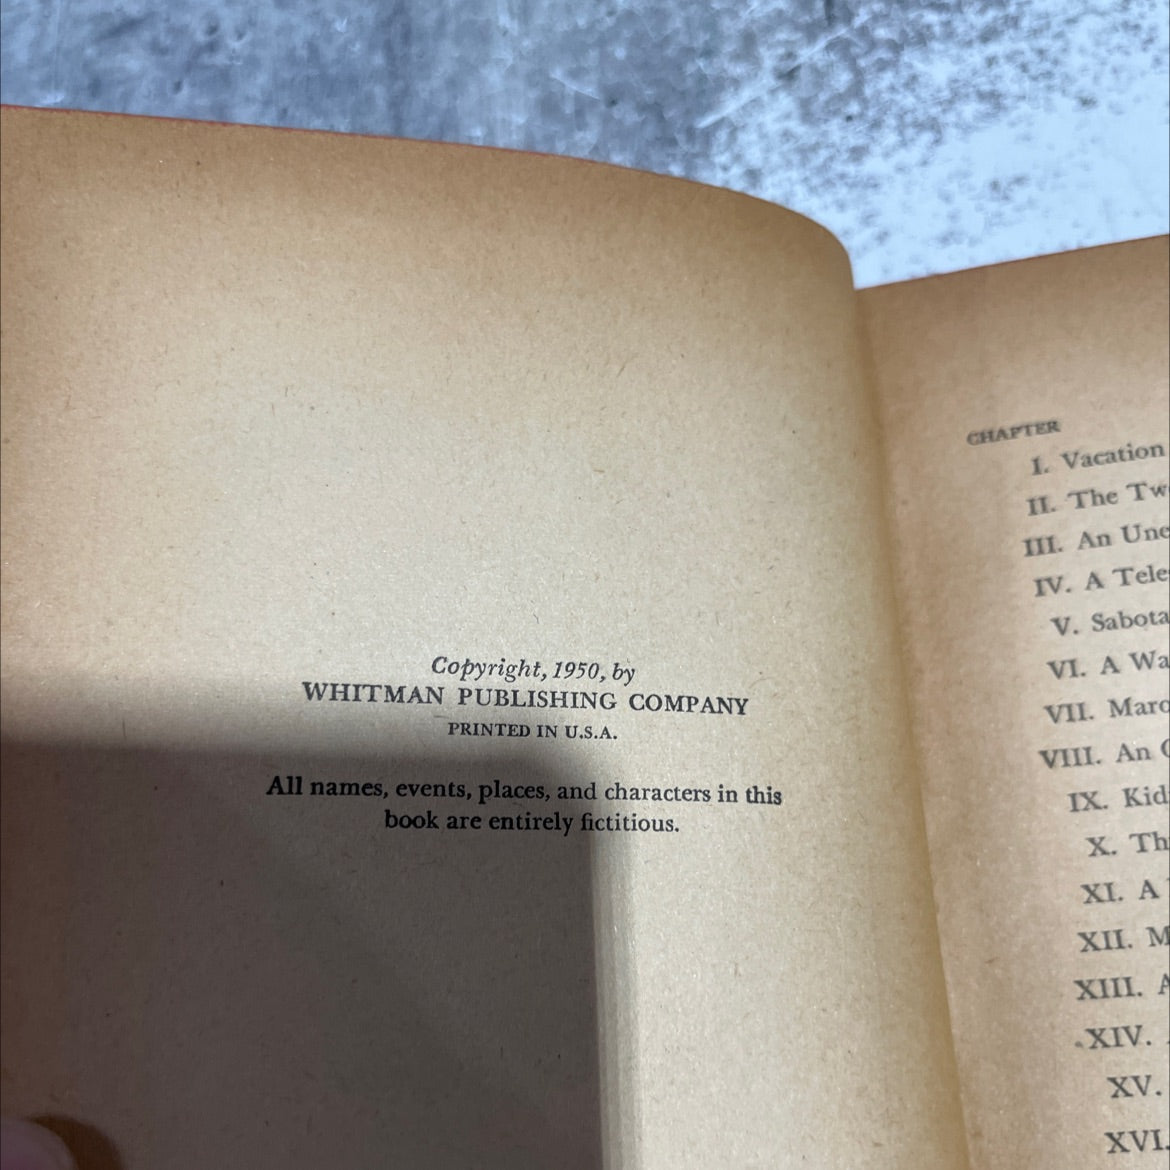 Copyright, 1950, by
WHITMAN PUBLISHING COMPANY
PRINTED IN U.S.A.
All names, events, places, and characters in this
book are entirely fictitious.
CHAPTER
I. Vacation
II. The Tw
III. An Une
IV. A Tele
V. Sabota
VI. A Wa
VII. Marc
VIII. An
IX. Kid
X. Th
XI. A
XII. M
XIII. A
XIV.
XV.
XVI.